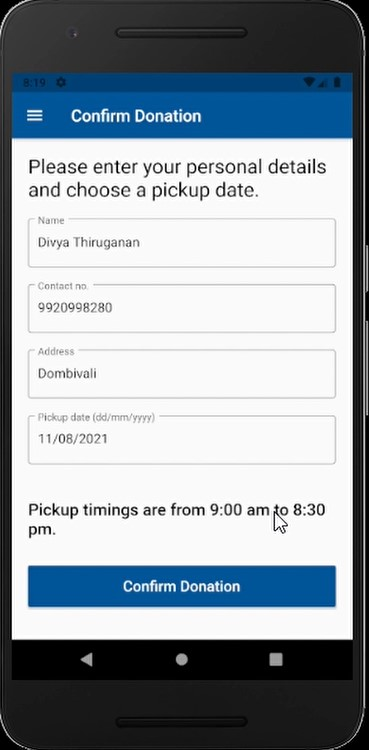 8:19
Confirm Donation
Please enter your personal details
and choose a pickup date.
Name
Divya Thiruganan
Contact no.
9920998280
Address
Dombivali
Pickup date (dd/mm/yyyy)
11/08/2021
Pickup timings are from 9:00 am to 8:30
pm.
Confirm Donation